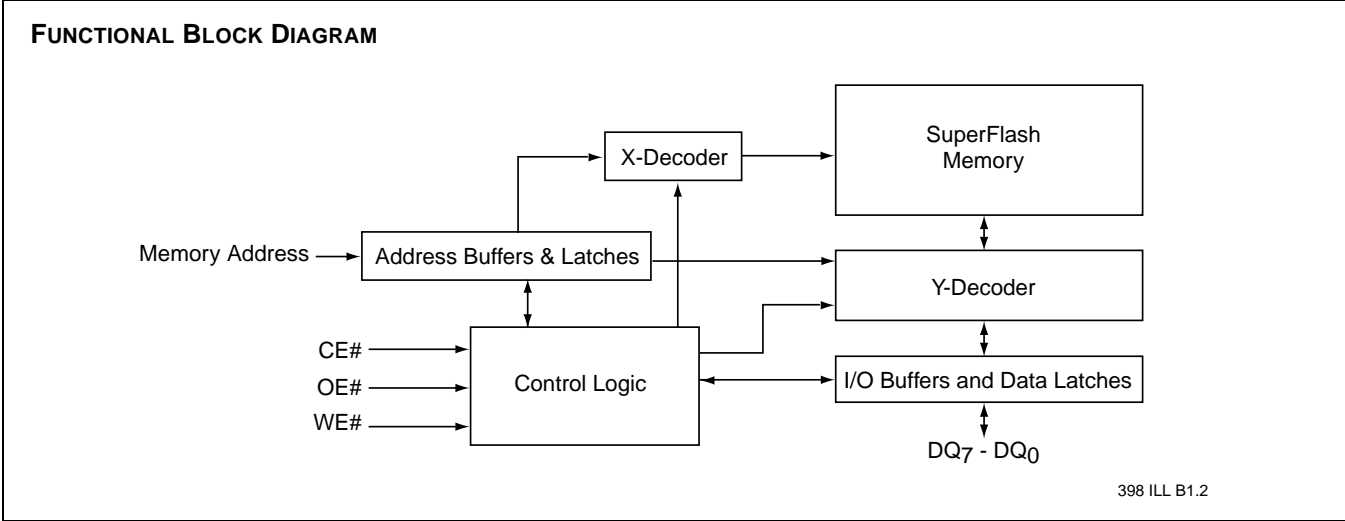 FUNCTIONAL BLOCK DIAGRAM
SuperFlash
Memory
X-Decoder
Memory Address
Address Buffers & Latches
Y-Decoder
CE#
OE#
WE#
Control Logic
I/O Buffers and Data Latches
DQ7 - DQ0
398 ILL B1.2